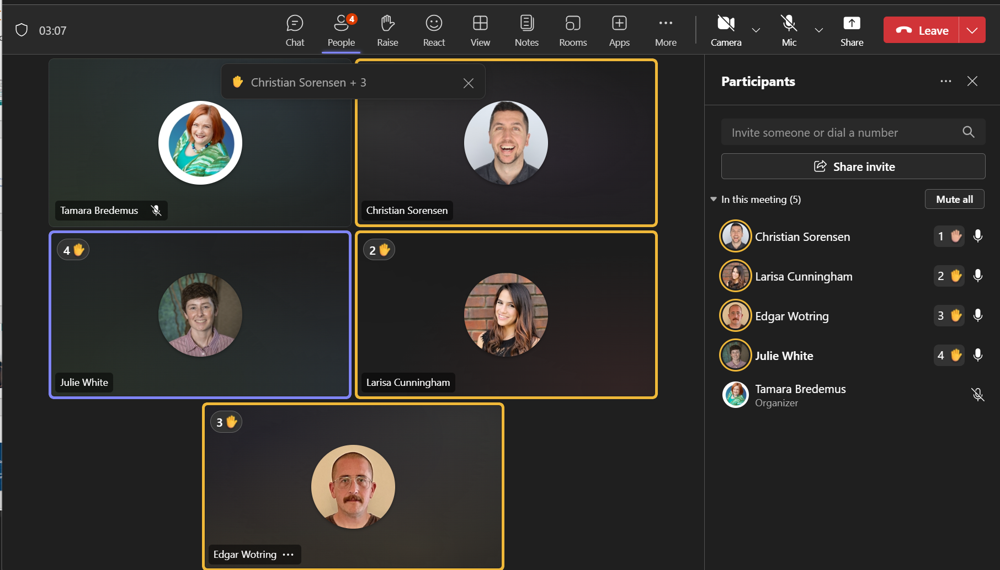 03:07
Chat
People
4
Raise
React
View
Notes
Rooms
Apps
More
Camera
Mic
Share
Leave
Christian Sorensen + 3
Tamara Bredemus
Christian Sorensen
4
Julie White
2
Larisa Cunningham
3
Edgar Wotring
Participants
Invite someone or dial a number
Share invite
In this meeting (5)
Mute all
Christian Sorensen 1
Larisa Cunningham 2
Edgar Wotring 3
Julie White 4
Tamara Bredemus
Organizer